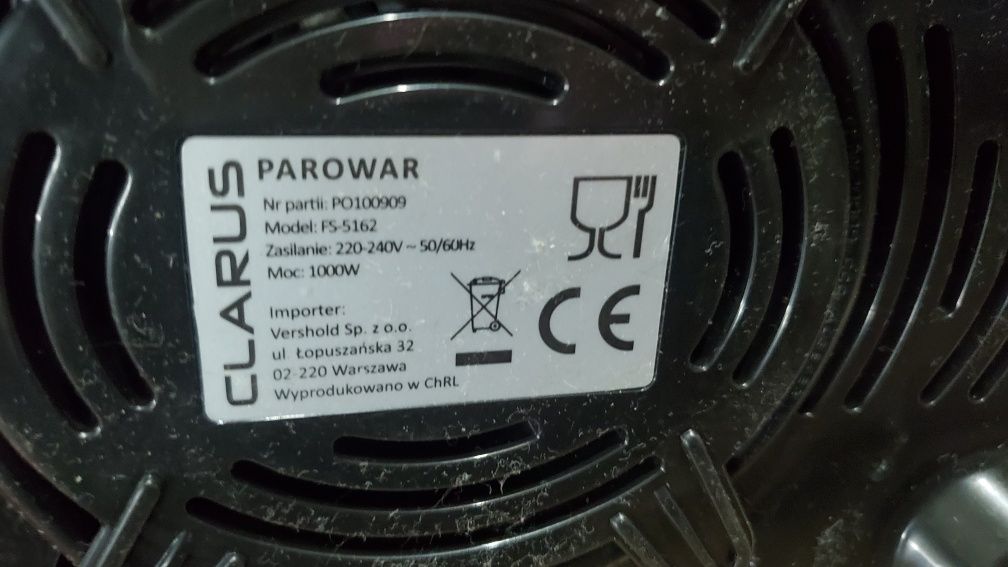 CLARUS
PAROWAR
Nr partii: PO100909
Model: FS-5162
Zasilanie: 220-240V ~ 50/60Hz
Moc: 1000W
Importer:
Vershold Sp. z o.o.
ul. Łopuszańska 32
02-220 Warszawa
Wyprodukowano w ChRL
CE